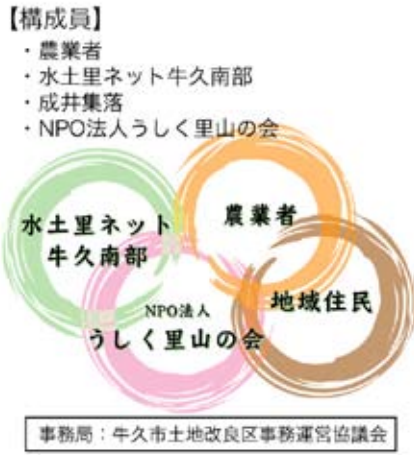 【構成員】
・農業者
・水土里ネット牛久南部
・成井集落
・NPO法人うしく里山の会
水土里ネット
牛久南部
農業者
NPO法人
うしく里山の会
地域住民
事務局：牛久市土地改良区事務運営協議会